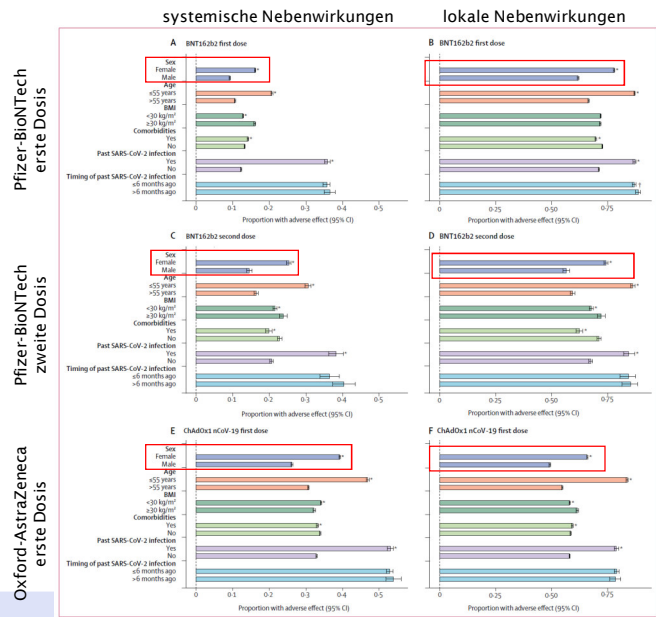 systemische Nebenwirkungen
lokale Nebenwirkungen
Pfizer-BioNTech
erste Dosis
A BNT162b2 first dose
Sex
Female
Male
Age
≤55 years
>55 years
BMI
<30 kg/m²
≥30 kg/m²
Comorbidities
Yes
No
Past SARS-CoV-2 infection
Yes
No
Timing of past SARS-CoV-2 infection
≤6 months ago
>6 months ago
0 0·1 0·2 0·3 0·4 0·5
Proportion with adverse effect (95% CI)
B BNT162b2 first dose
0 0·25 0·50 0·75
Proportion with adverse effect (95% CI)
Pfizer-BioNTech
zweite Dosis
C BNT162b2 second dose
Sex
Female
Male
Age
≤55 years
>55 years
BMI
<30 kg/m²
≥30 kg/m²
Comorbidities
Yes
No
Past SARS-CoV-2 infection
Yes
No
Timing of past SARS-CoV-2 infection
≤6 months ago
>6 months ago
0 0·1 0·2 0·3 0·4 0·5
Proportion with adverse effect (95% CI)
D BNT162b2 second dose
0 0·25 0·50 0·75
Proportion with adverse effect (95% CI)
Oxford-AstraZeneca
erste Dosis
E ChAdOx1 nCoV-19 first dose
Sex
Female
Male
Age
≤55 years
>55 years
BMI
<30 kg/m²
≥30 kg/m²
Comorbidities
Yes
No
Past SARS-CoV-2 infection
Yes
No
Timing of past SARS-CoV-2 infection
≤6 months ago
>6 months ago
0 0·1 0·2 0·3 0·4 0·5
Proportion with adverse effect (95% CI)
F ChAdOx1 nCoV-19 first dose
0 0·25 0·50 0·75
Proportion with adverse effect (95% CI)